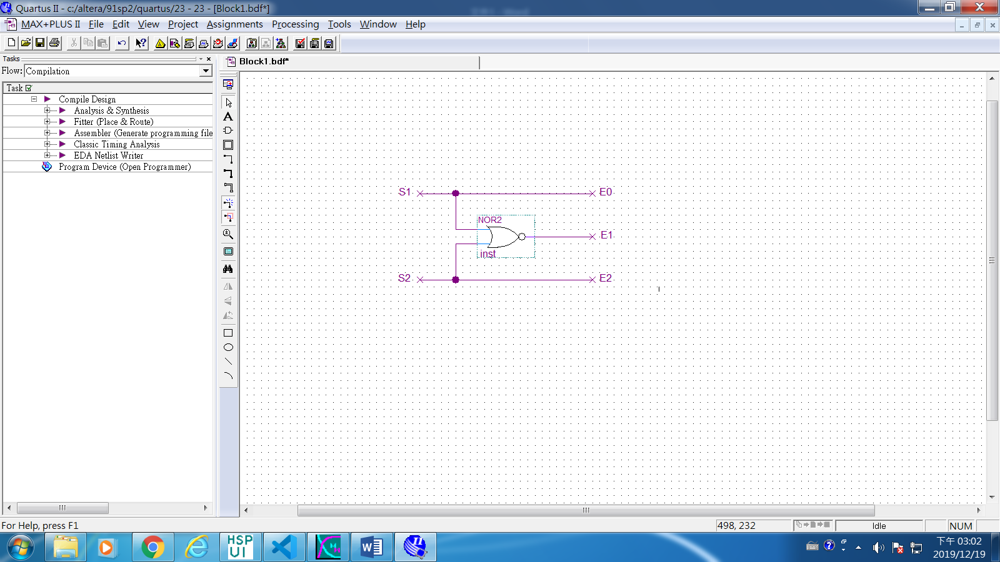 Quartus II - c:/altera/91sp2/quartus/23 - 23 - [Block1.bdf*]
MAX+PLUS II File Edit View Project Assignments Processing Tools Window Help
Tasks
Flow: Compilation
Task
Compile Design
Analysis & Synthesis
Fitter (Place & Route)
Assembler (Generate programming file
Classic Timing Analysis
EDA Netlist Writer
Program Device (Open Programmer)
Block1.bdf*
S1
E0
NOR2
E1
inst
S2
E2
For Help, press F1
498, 232
Idle
NUM
HSP
UI
下午 03:02
2019/12/19